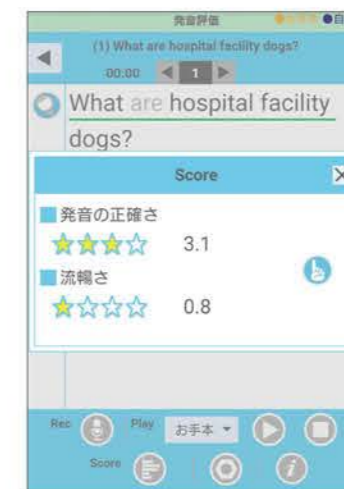 発音評価
(1) What are hospital facility dogs?
00:00 1
What are hospital facility
dogs?
Score
発音の正確さ
3.1
流暢さ
0.8
Rec Play お手本
Score